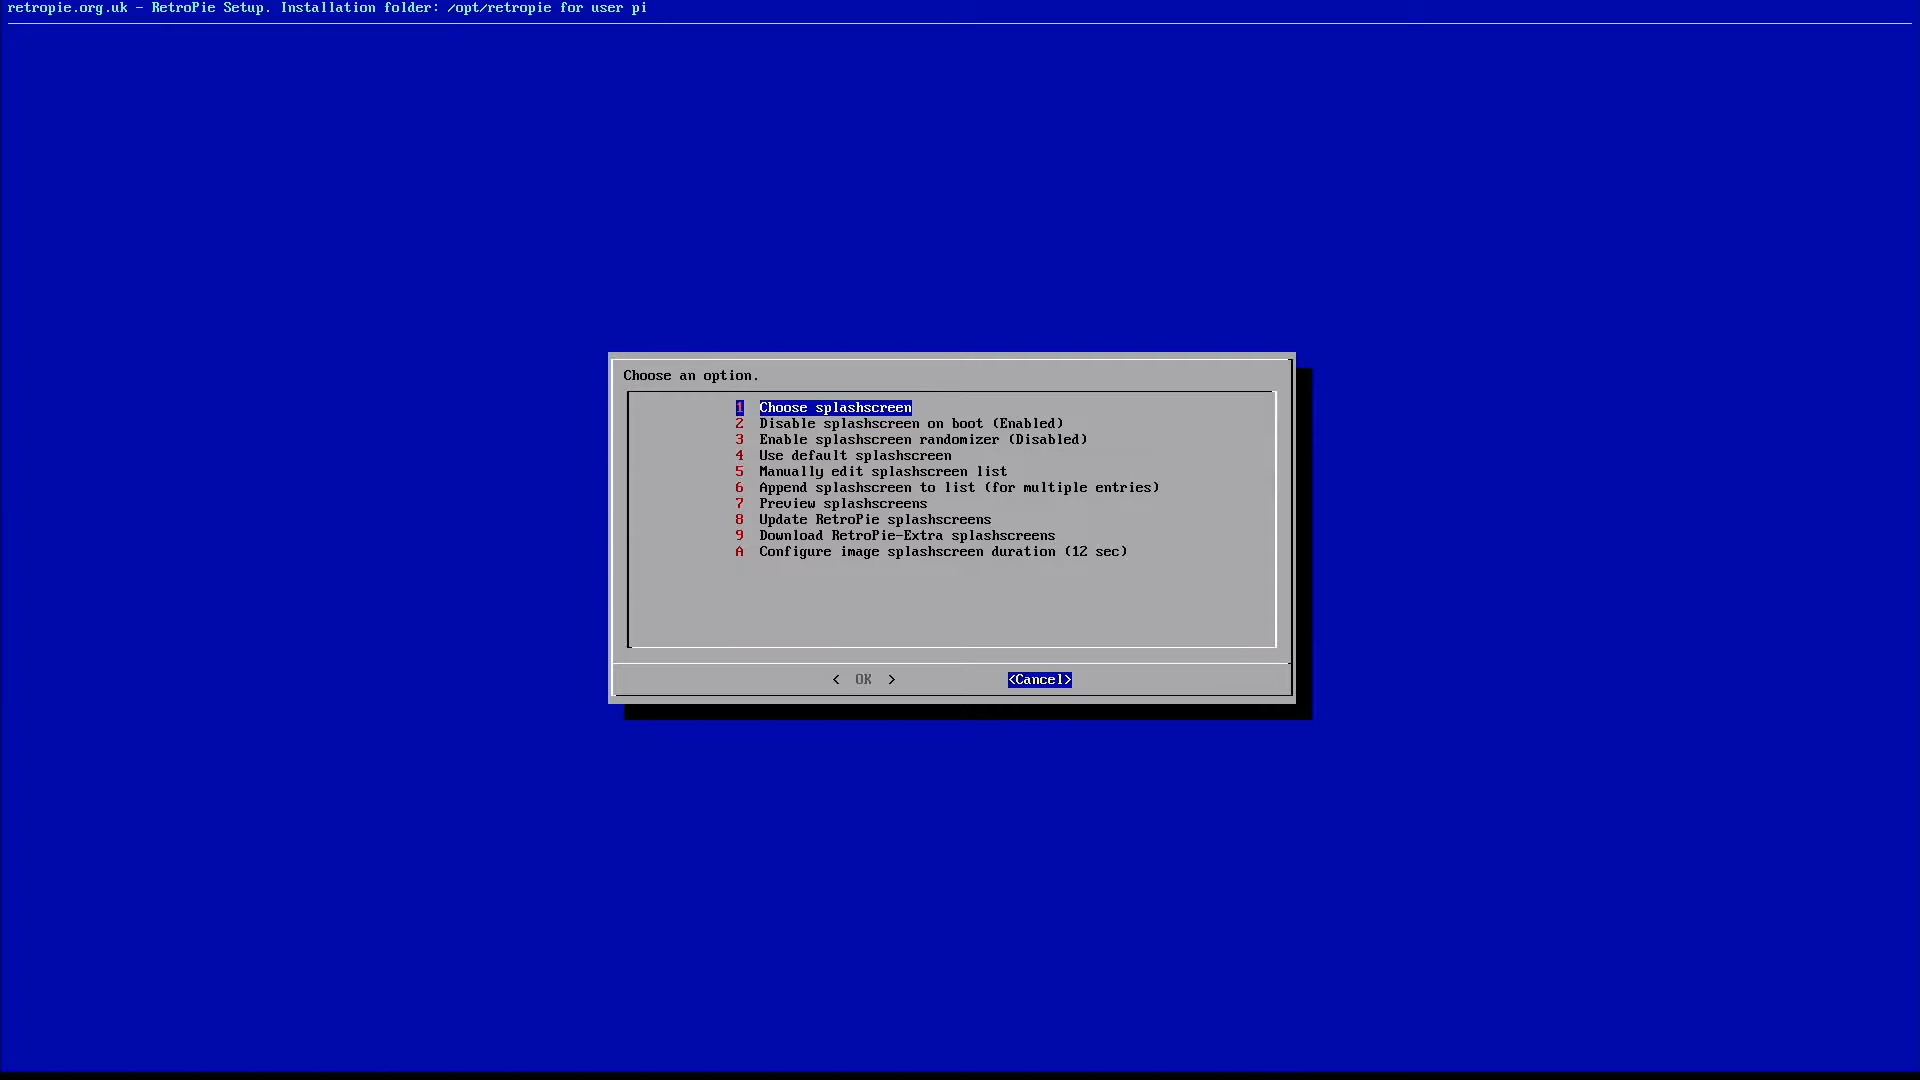 retropie.org.uk - RetroPie Setup. Installation folder: /opt/retropie for user pi
Choose an option.
1 Choose splashscreen
2 Disable splashscreen on boot (Enabled)
3 Enable splashscreen randomizer (Disabled)
4 Use default splashscreen
5 Manually edit splashscreen list
6 Append splashscreen to list (for multiple entries)
7 Preview splashscreens
8 Update RetroPie splashscreens
9 Download RetroPie-Extra splashscreens
A Configure image splashscreen duration (12 sec)
< OK > <Cancel>